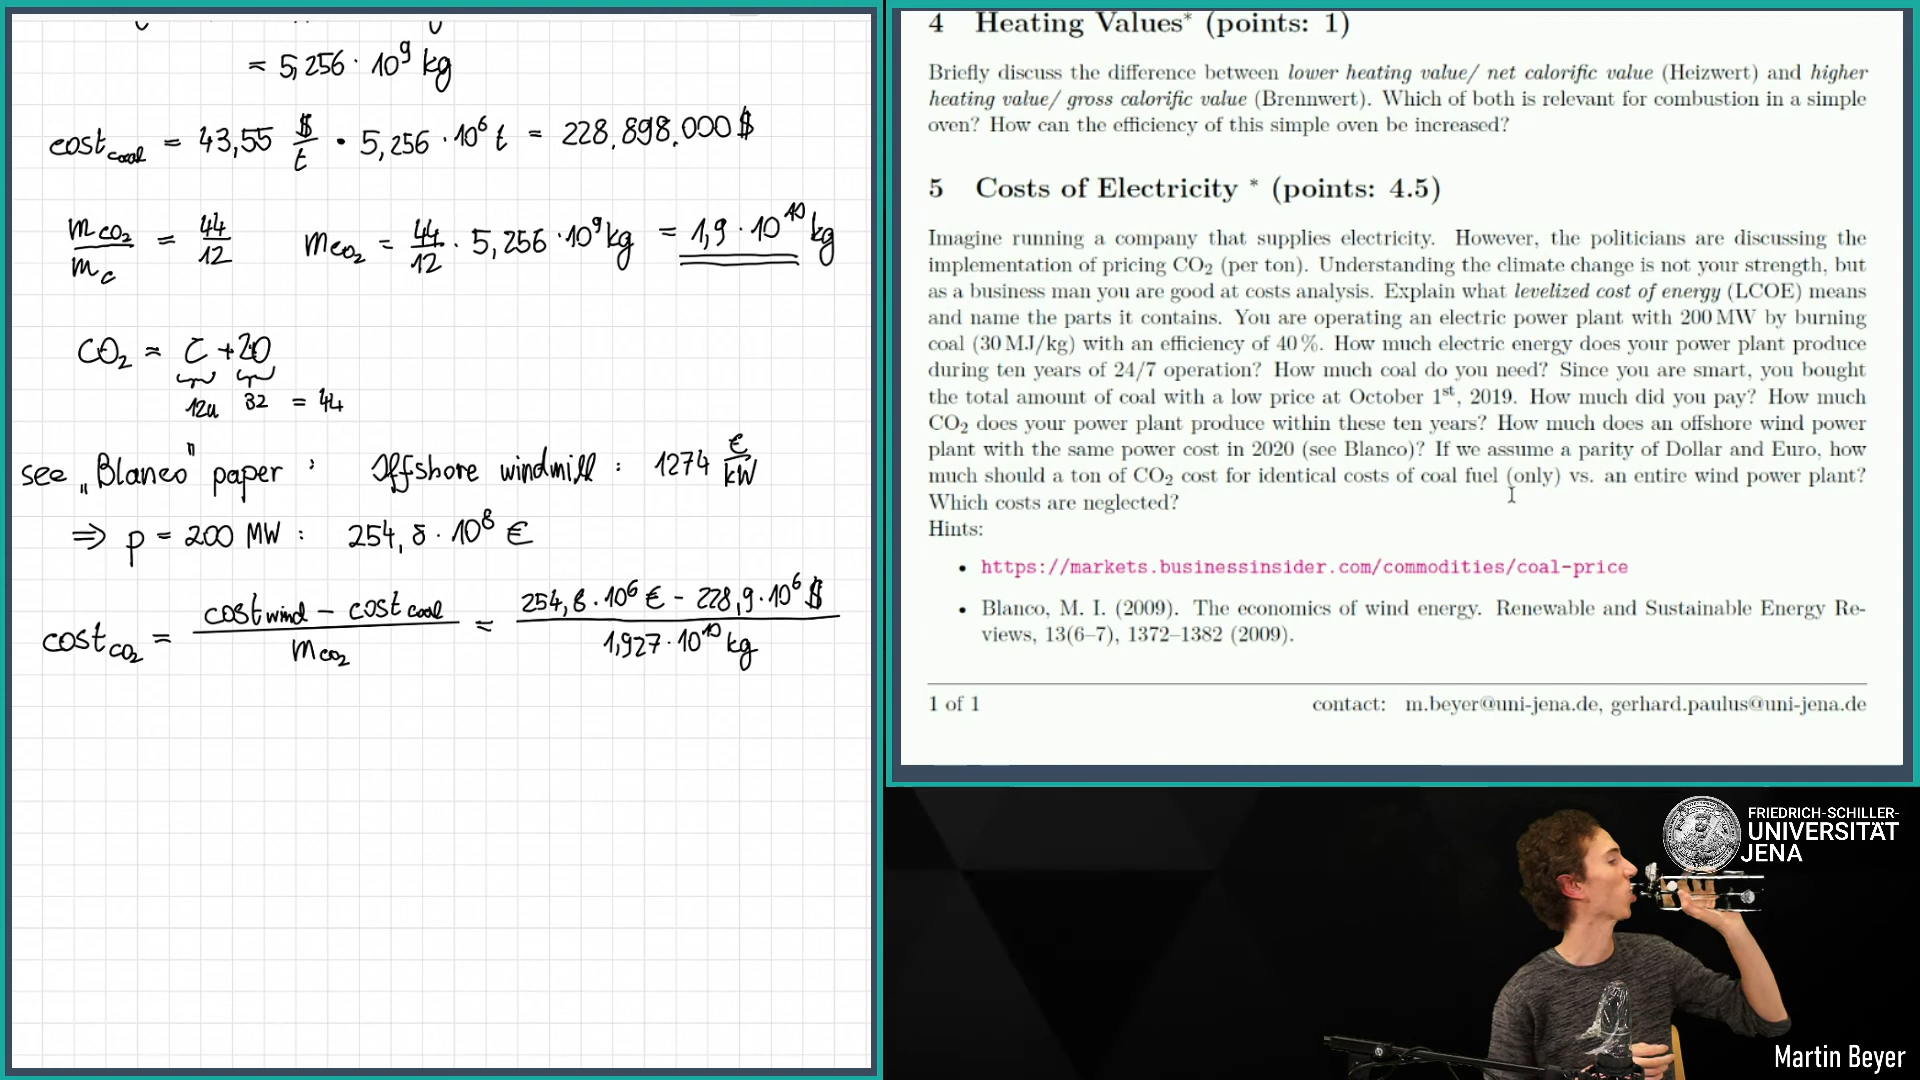 = 5,256 · 10⁹ kg
cost_coal = 43,55 $/t · 5,256 · 10⁶ t = 228.898.000 $
m_CO₂/m_C = 44/12    m_CO₂ = 44/12 · 5,256 · 10⁹ kg = 1,9 · 10¹⁰ kg
CO₂ = C + 2O
12u 32 = 44
see „Blanco" paper : Offshore windmill : 1274 €/kW
⇒ p = 200 MW : 254,8 · 10⁶ €
cost_CO₂ = (cost_wind − cost_coal)/m_CO₂ = (254,8 · 10⁶ € − 228,9 · 10⁶ $)/(1,927 · 10¹⁰ kg)
4 Heating Values* (points: 1)
Briefly discuss the difference between lower heating value/ net calorific value (Heizwert) and higher
heating value/ gross calorific value (Brennwert). Which of both is relevant for combustion in a simple
oven? How can the efficiency of this simple oven be increased?
5 Costs of Electricity * (points: 4.5)
Imagine running a company that supplies electricity. However, the politicians are discussing the
implementation of pricing CO₂ (per ton). Understanding the climate change is not your strength, but
as a business man you are good at costs analysis. Explain what levelized cost of energy (LCOE) means
and name the parts it contains. You are operating an electric power plant with 200 MW by burning
coal (30 MJ/kg) with an efficiency of 40 %. How much electric energy does your power plant produce
during ten years of 24/7 operation? How much coal do you need? Since you are smart, you bought
the total amount of coal with a low price at October 1st, 2019. How much did you pay? How much
CO₂ does your power plant produce within these ten years? How much does an offshore wind power
plant with the same power cost in 2020 (see Blanco)? If we assume a parity of Dollar and Euro, how
much should a ton of CO₂ cost for identical costs of coal fuel (only) vs. an entire wind power plant?
Which costs are neglected?
Hints:
• https://markets.businessinsider.com/commodities/coal-price
• Blanco, M. I. (2009). The economics of wind energy. Renewable and Sustainable Energy Re-
views, 13(6–7), 1372–1382 (2009).
1 of 1    contact: m.beyer@uni-jena.de, gerhard.paulus@uni-jena.de
FRIEDRICH-SCHILLER-
UNIVERSITÄT
JENA
Martin Beyer